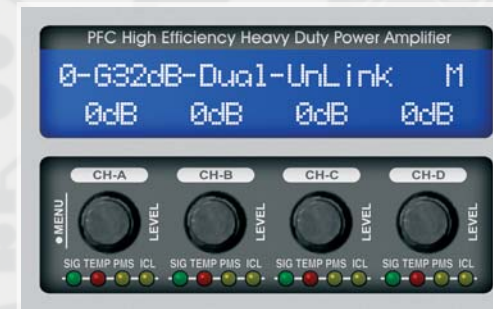 PFC High Efficiency Heavy Duty Power Amplifier
0-G32dB-Dual-UnLink M
0dB 0dB 0dB 0dB
CH-A CH-B CH-C CH-D
● MENU LEVEL LEVEL LEVEL LEVEL
SIG TEMP PMS ICL SIG TEMP PMS ICL SIG TEMP PMS ICL SIG TEMP PMS ICL